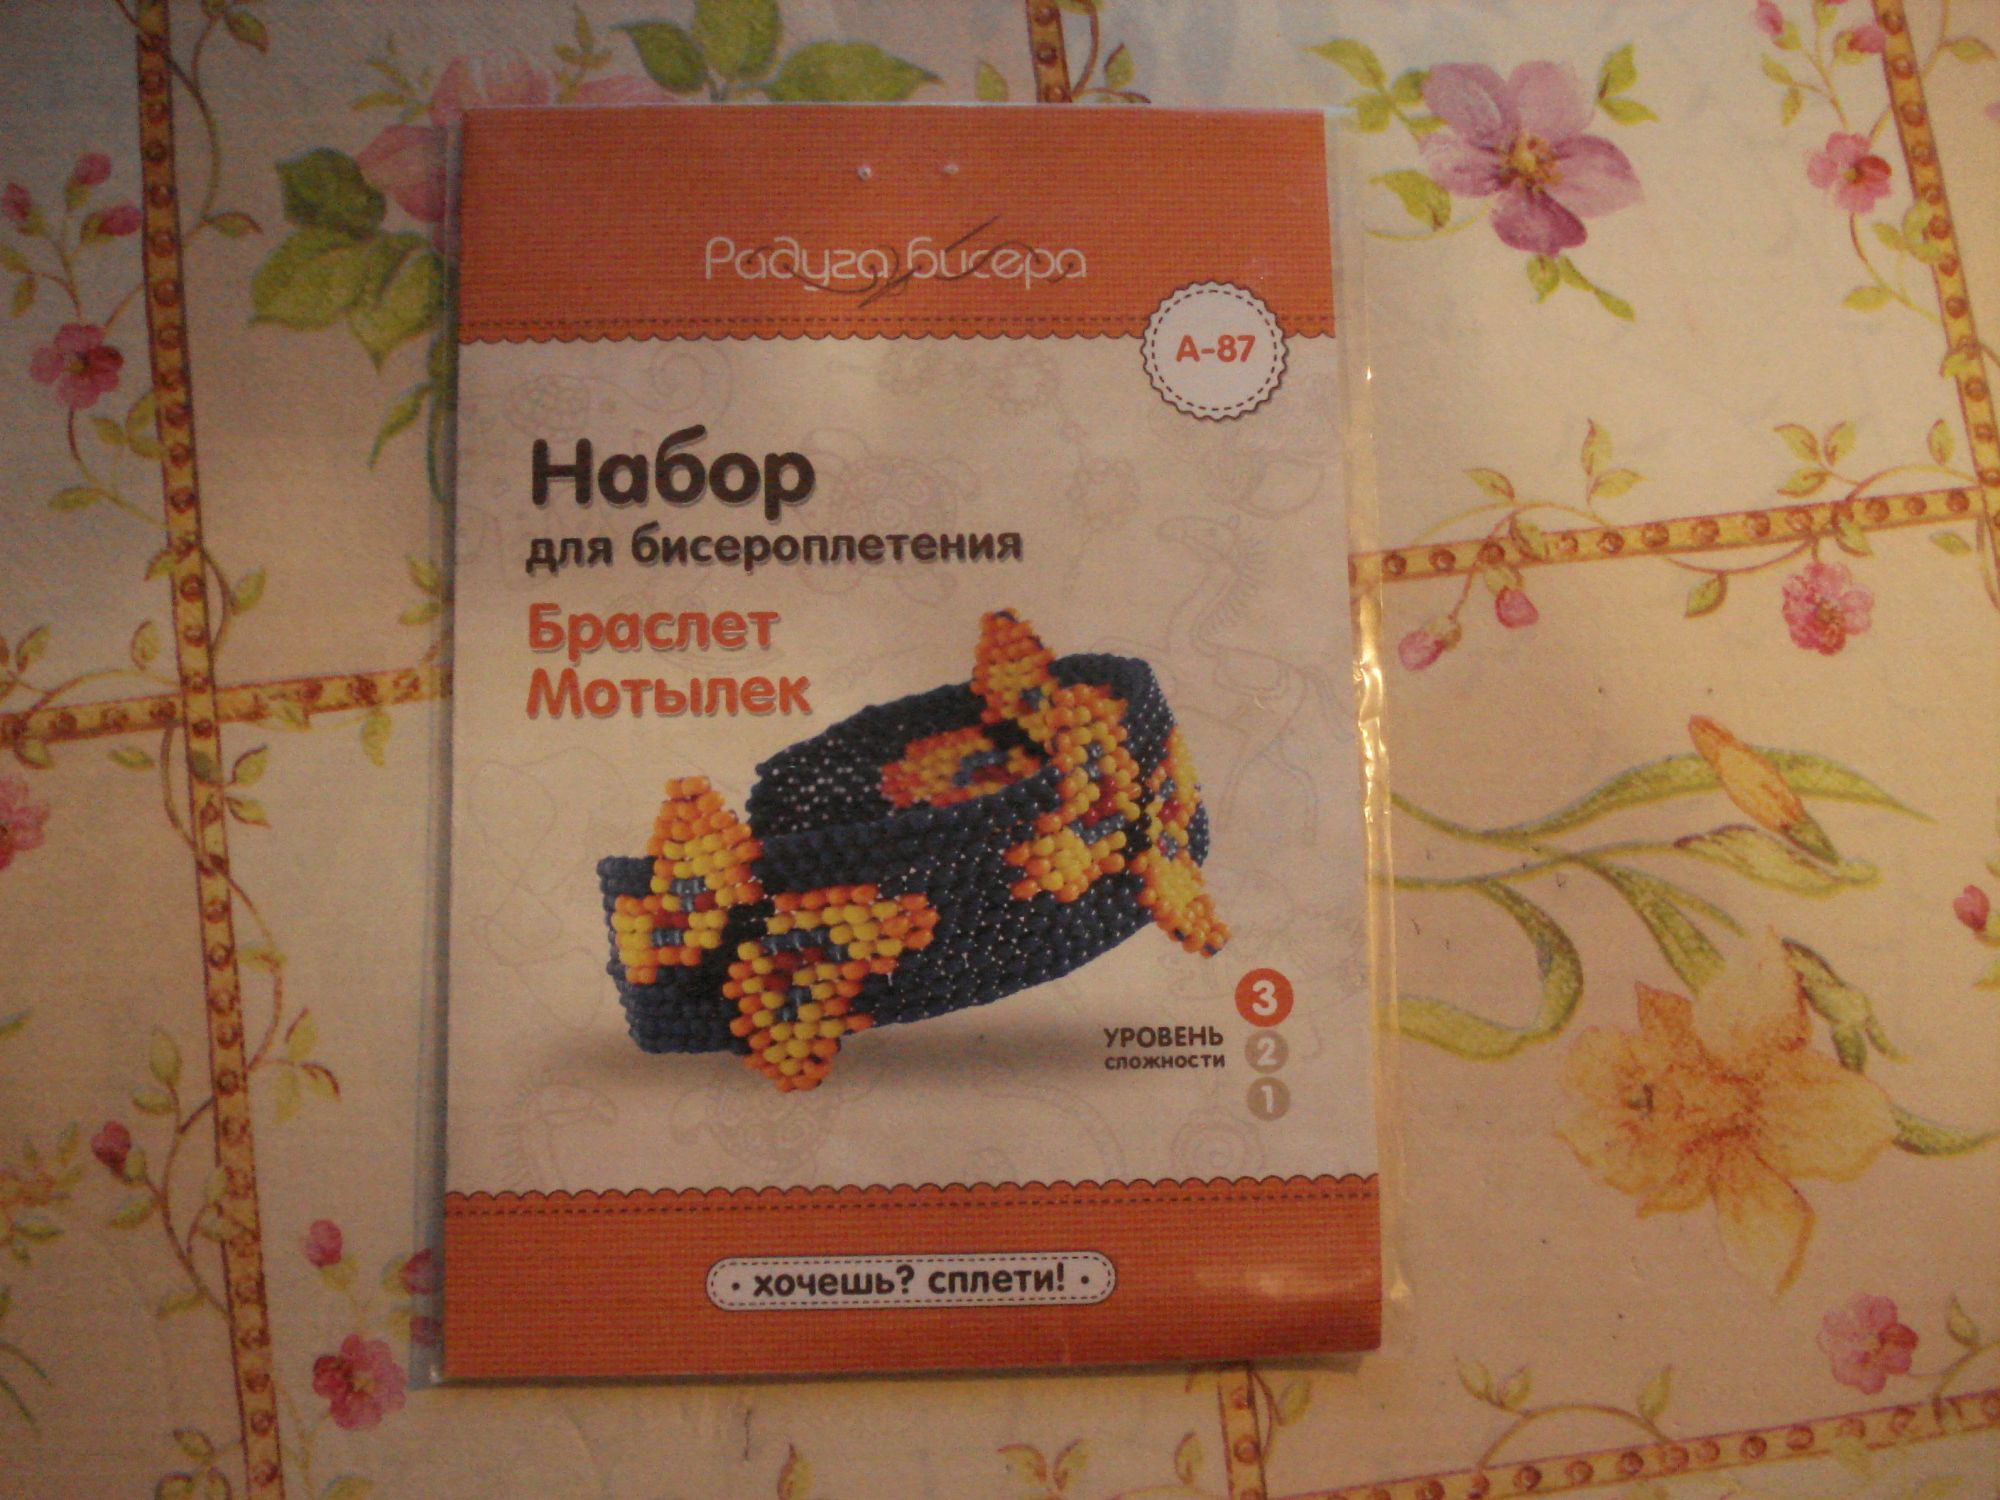 Радуга бисера
А-87
Набор
для бисероплетения
Браслет
Мотылек
3
УРОВЕНЬ
2
сложности
1
· хочешь? сплети! ·